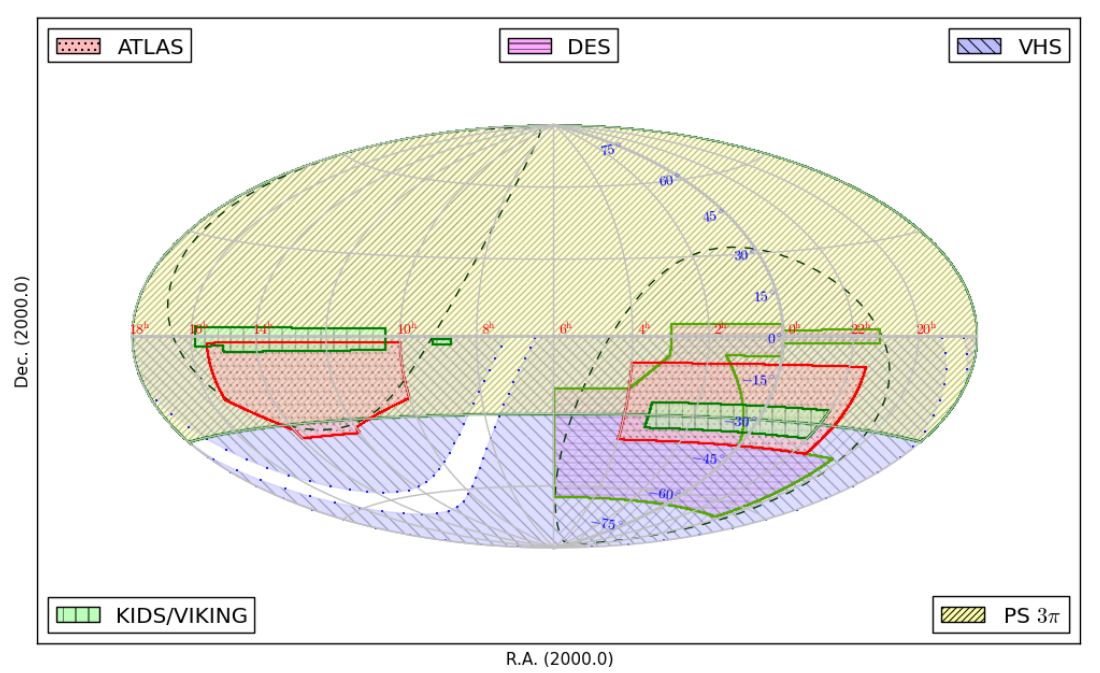 ATLAS
DES
VHS
75°
60°
45°
30°
15°
18ʰ
16ʰ
14ʰ
10ʰ
8ʰ
6ʰ
4ʰ
2ʰ
0ʰ
22ʰ
20ʰ
0°
−15°
−30°
−45°
−60°
−75°
Dec. (2000.0)
KIDS/VIKING
PS 3π
R.A. (2000.0)